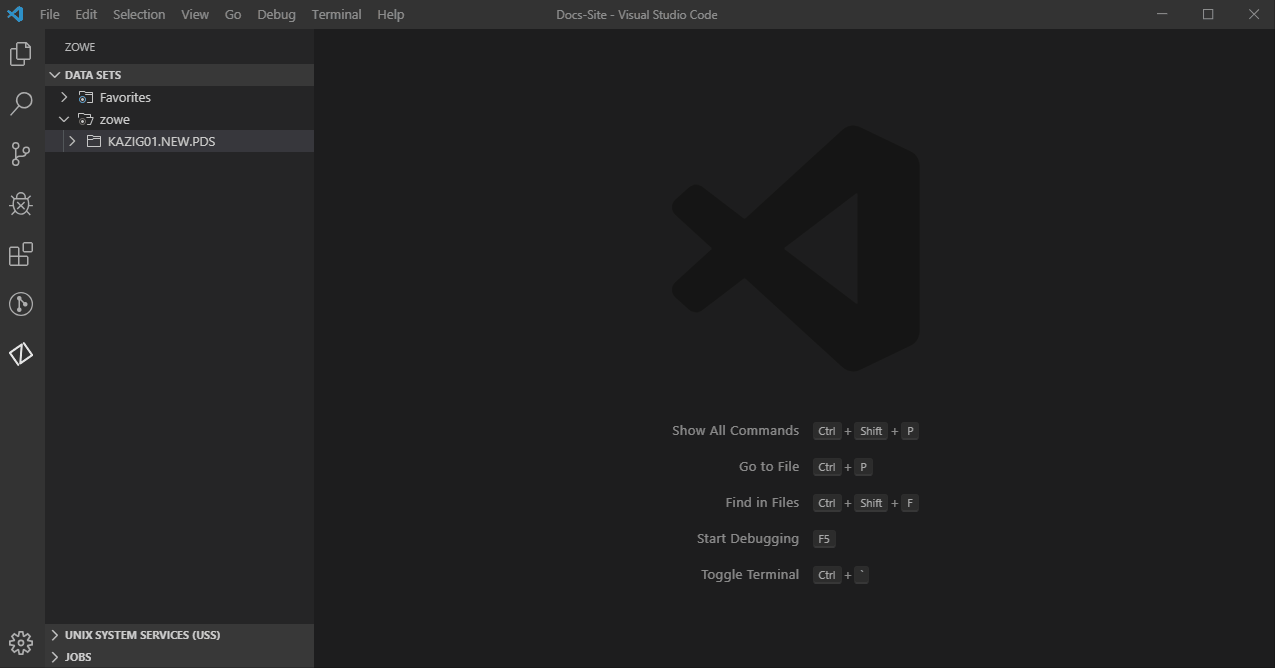 File Edit Selection View Go Debug Terminal Help Docs-Site - Visual Studio Code
ZOWE
DATA SETS
Favorites
zowe
KAZIG01.NEW.PDS
Show All Commands Ctrl + Shift + P
Go to File Ctrl + P
Find in Files Ctrl + Shift + F
Start Debugging F5
Toggle Terminal Ctrl + `
UNIX SYSTEM SERVICES (USS)
JOBS